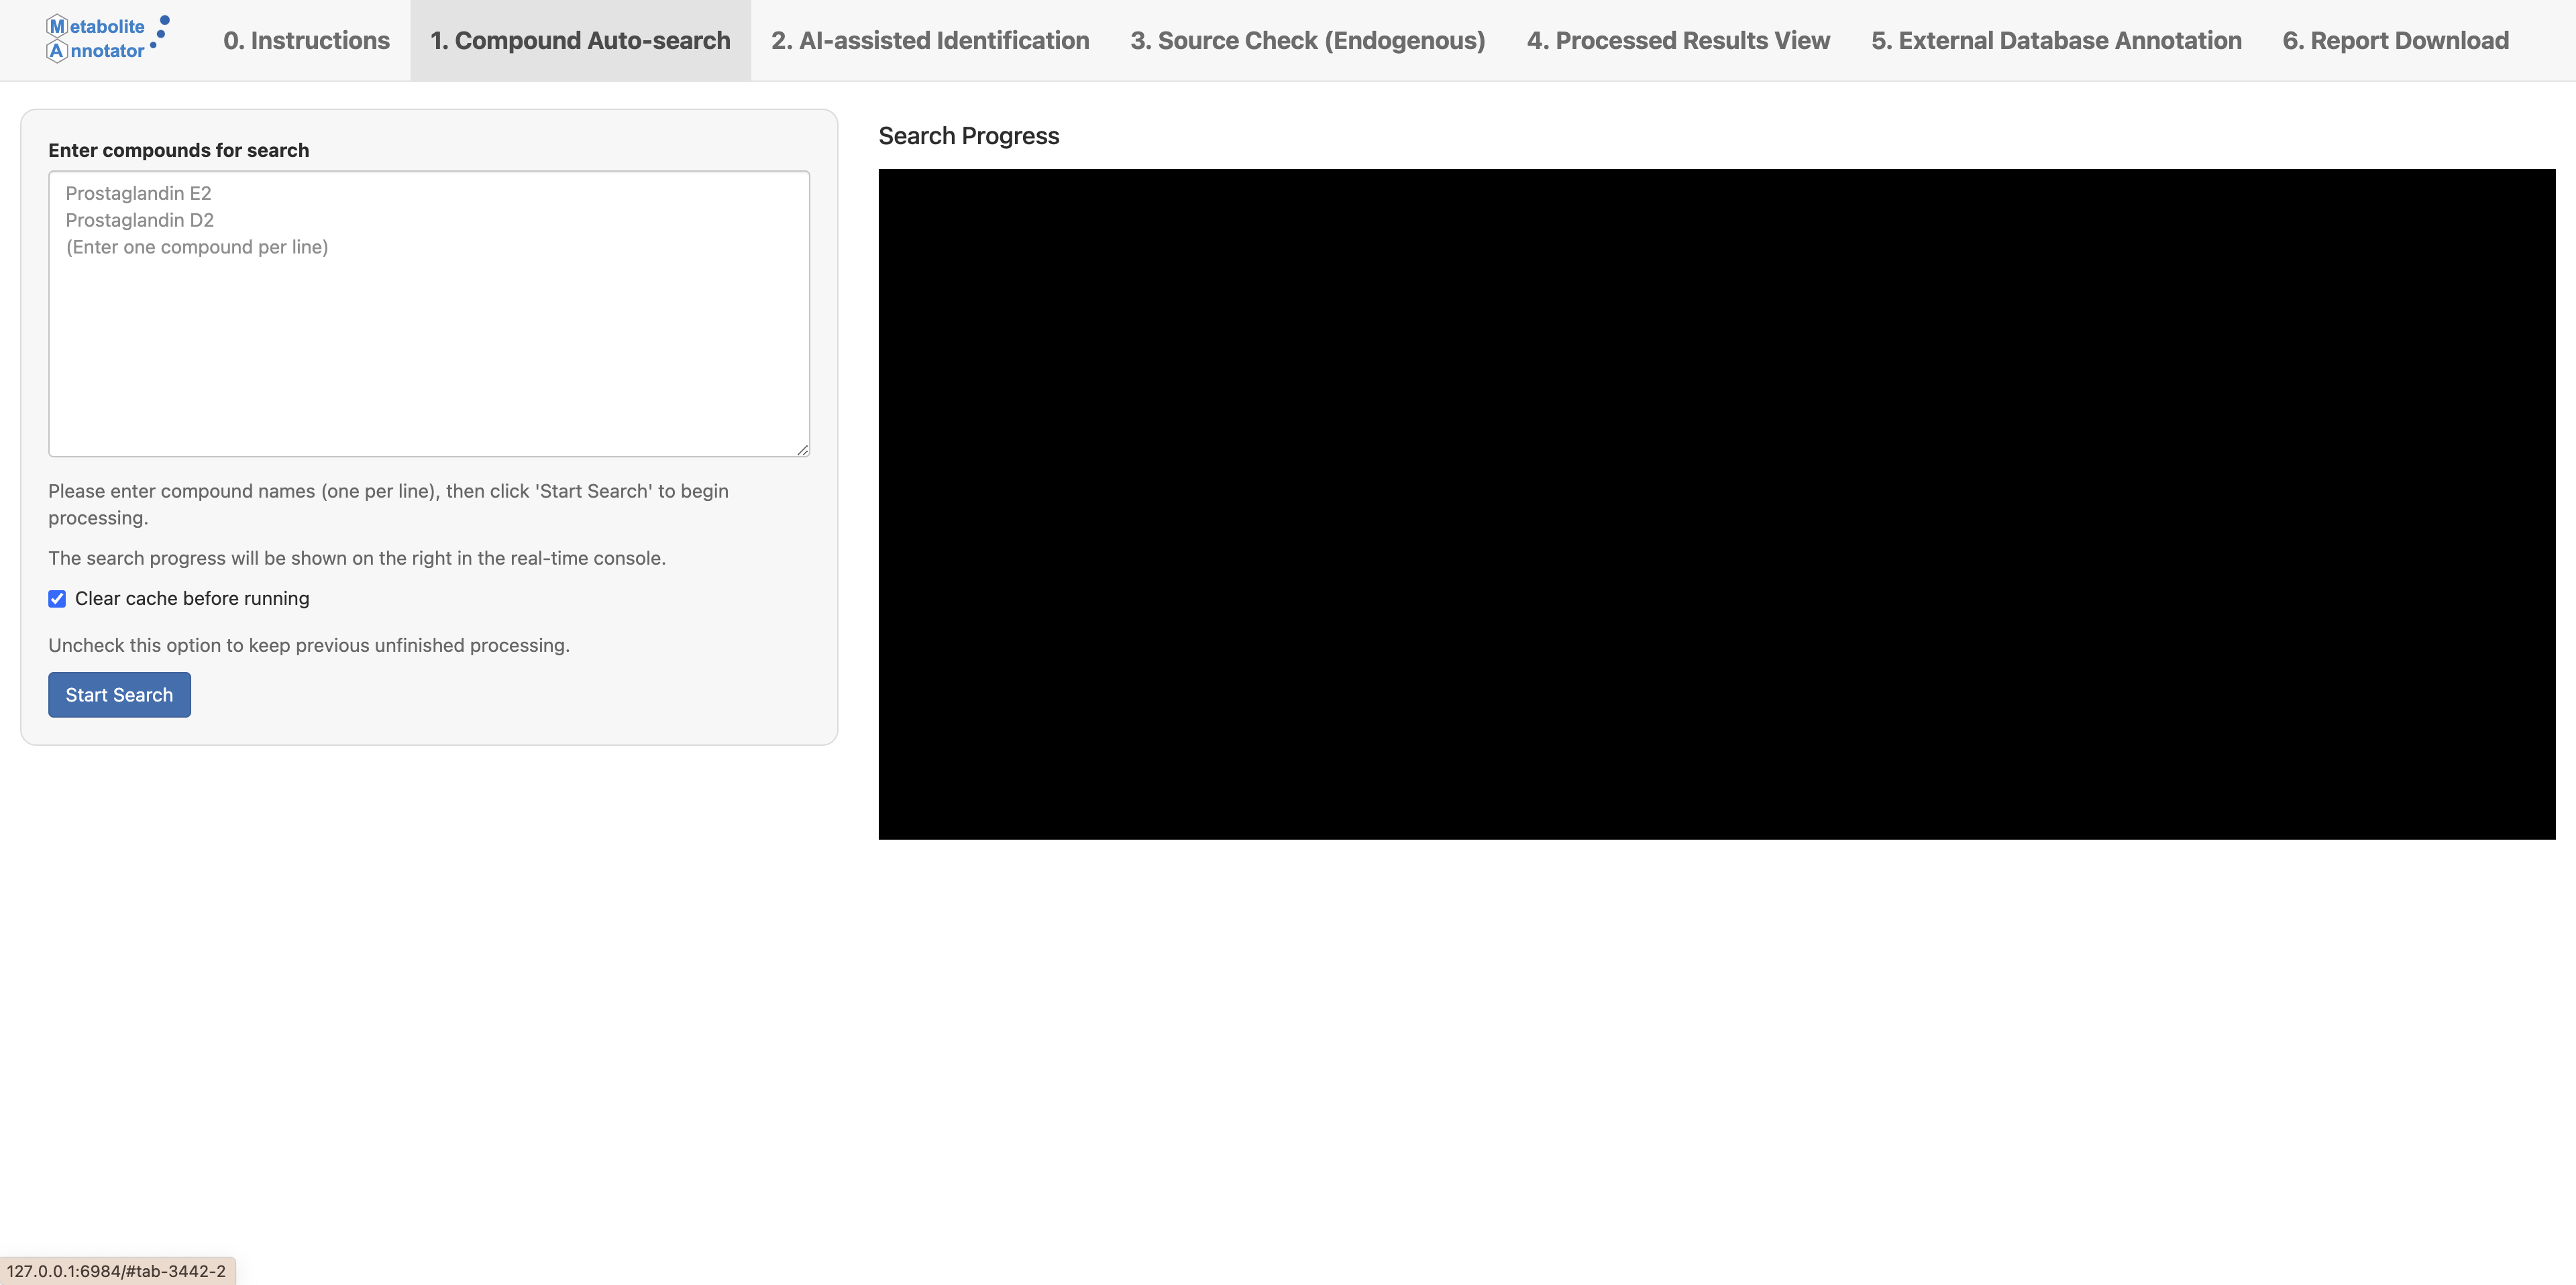 Metabolite
Annotator
0. Instructions
1. Compound Auto-search
2. AI-assisted Identification
3. Source Check (Endogenous)
4. Processed Results View
5. External Database Annotation
6. Report Download
Enter compounds for search
Prostaglandin E2
Prostaglandin D2
(Enter one compound per line)
Please enter compound names (one per line), then click 'Start Search' to begin
processing.
The search progress will be shown on the right in the real-time console.
Clear cache before running
Uncheck this option to keep previous unfinished processing.
Start Search
Search Progress
127.0.0.1:6984/#tab-3442-2